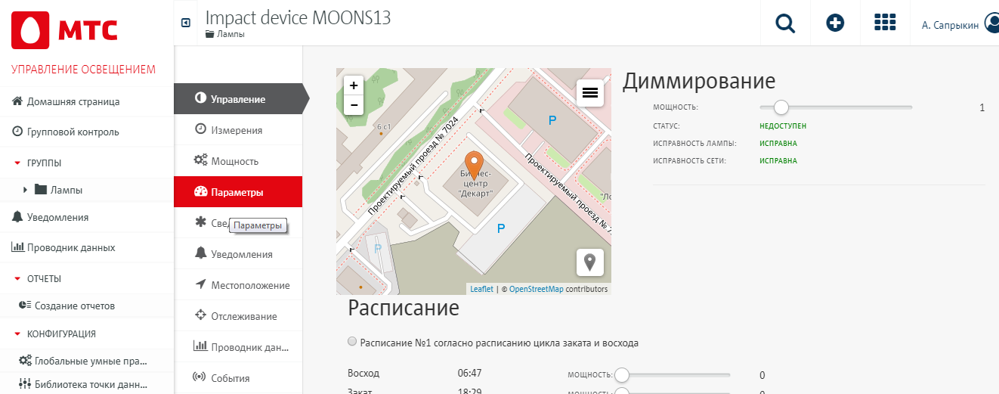 мтс
УПРАВЛЕНИЕ ОСВЕЩЕНИЕМ
Домашняя страница
Групповой контроль
ГРУППЫ
Лампы
Уведомления
Проводник данных
ОТЧЕТЫ
Создание отчетов
КОНФИГУРАЦИЯ
Глобальные умные пра...
Библиотека точки данн...
Impact device MOONS13
Лампы
А. Сапрыкин
Управление
Измерения
Мощность
Параметры
Све
Параметры
Уведомления
Местоположение
Отслеживание
Проводник дан...
События
+
-
6 с1
Проектируемый проезд № 7024
P
Бизнес-
центр
"Декарт"
Проектируемый проезд № 7
"Ло
P
P
Leaflet | © OpenStreetMap contributors
Диммирование
МОЩНОСТЬ: 1
СТАТУС: НЕДОСТУПЕН
ИСПРАВНОСТЬ ЛАМПЫ: ИСПРАВНА
ИСПРАВНОСТЬ СЕТИ: ИСПРАВНА
Расписание
Расписание №1 согласно расписанию цикла заката и восхода
Восход 06:47 МОЩНОСТЬ: 0
Закат 18:29 МОЩНОСТЬ: 0